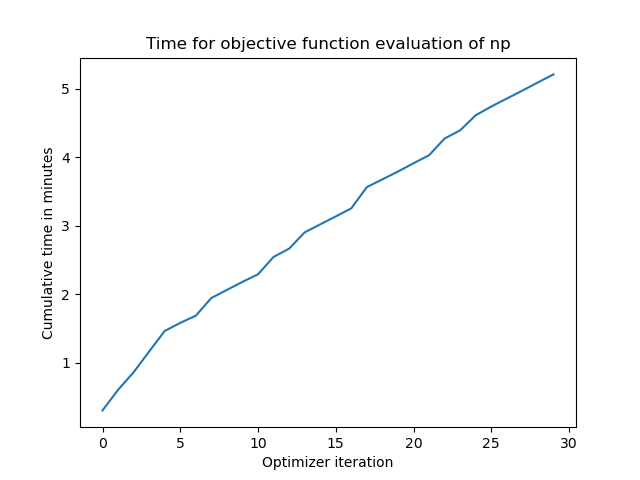 Time for objective function evaluation of np
Cumulative time in minutes
5
4
3
2
1
0 5 10 15 20 25 30
Optimizer iteration